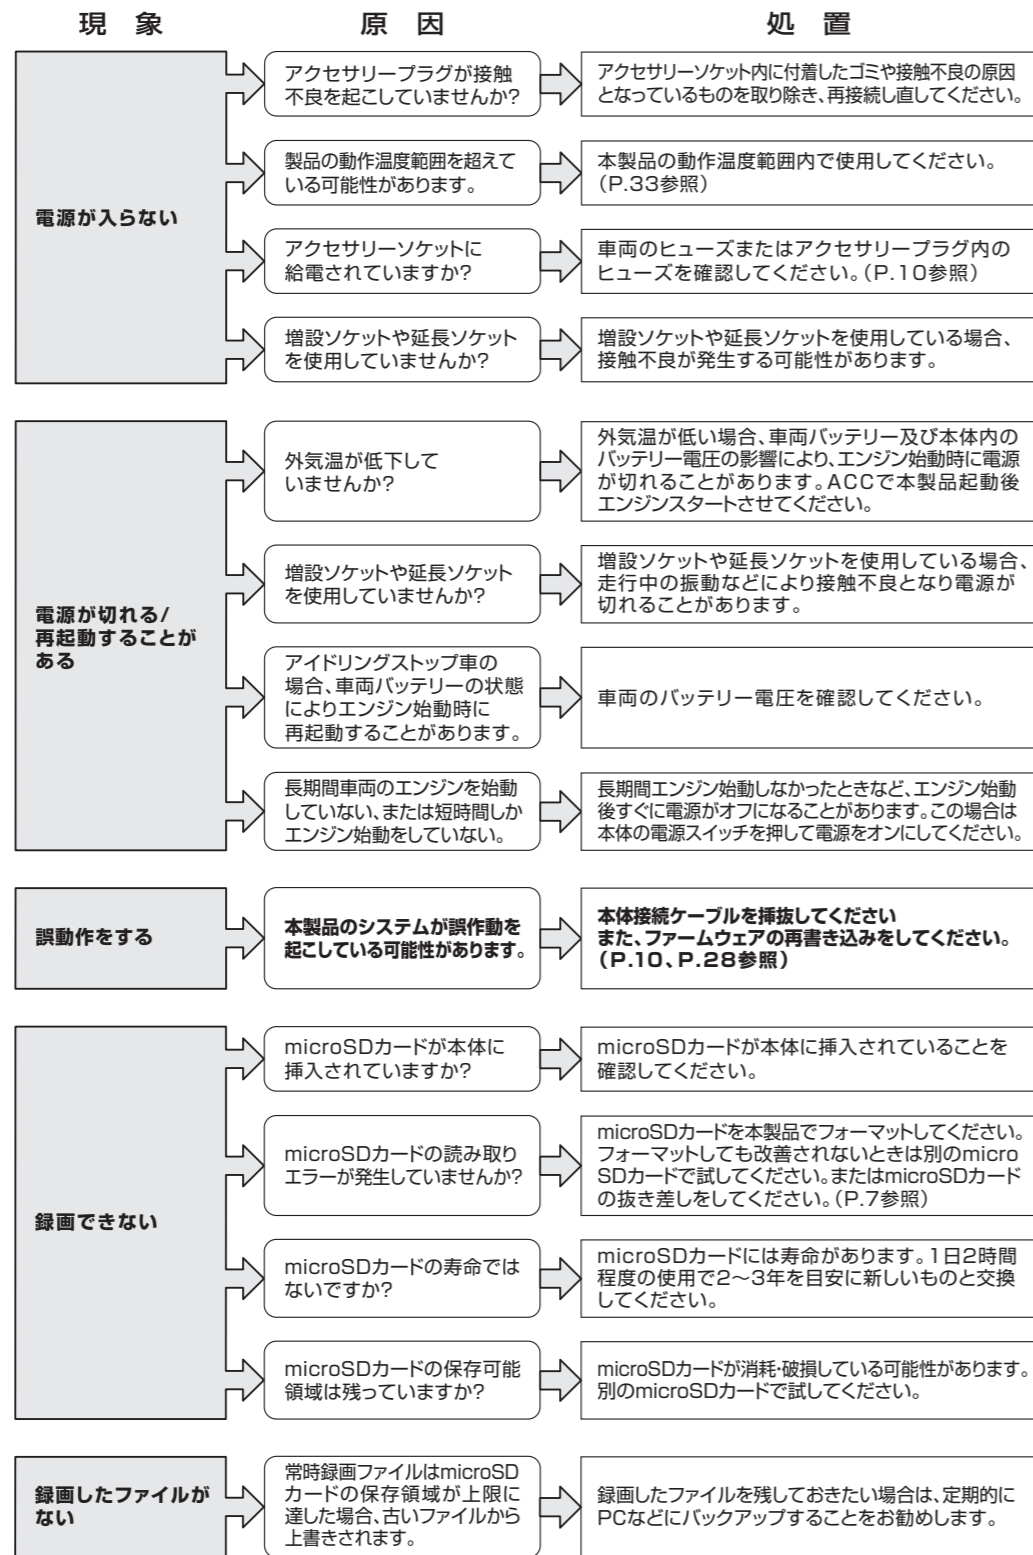 現 象
原 因
処 置
電源が入らない
アクセサリープラグが接触
不良を起こしていませんか?
アクセサリーソケット内に付着したゴミや接触不良の原因
となっているものを取り除き、再接続し直してください。
製品の動作温度範囲を超えて
いる可能性があります。
本製品の動作温度範囲内で使用してください。
(P.33参照)
アクセサリーソケットに
給電されていますか?
車両のヒューズまたはアクセサリープラグ内の
ヒューズを確認してください。(P.10参照)
増設ソケットや延長ソケット
を使用していませんか?
増設ソケットや延長ソケットを使用している場合、
接触不良が発生する可能性があります。
電源が切れる/
再起動することが
ある
外気温が低下して
いませんか?
外気温が低い場合、車両バッテリー及び本体内の
バッテリー電圧の影響により、エンジン始動時に電源
が切れることがあります。ACCで本製品起動後
エンジンスタートさせてください。
増設ソケットや延長ソケット
を使用していませんか?
増設ソケットや延長ソケットを使用している場合、
走行中の振動などにより接触不良となり電源が
切れることがあります。
アイドリングストップ車の
場合、車両バッテリーの状態
によりエンジン始動時に
再起動することがあります。
車両のバッテリー電圧を確認してください。
長期間車両のエンジンを始動
していない、または短時間しか
エンジン始動をしていない。
長期間エンジン始動しなかったときなど、エンジン始動
後すぐに電源がオフになることがあります。この場合は
本体の電源スイッチを押して電源をオンにしてください。
誤動作をする
本製品のシステムが誤作動を
起こしている可能性があります。
本体接続ケーブルを挿抜してください
また、ファームウェアの再書き込みをしてください。
(P.10、P.28参照)
録画できない
microSDカードが本体に
挿入されていますか?
microSDカードが本体に挿入されていることを
確認してください。
microSDカードの読み取り
エラーが発生していませんか?
microSDカードを本製品でフォーマットしてください。
フォーマットしても改善されないときは別のmicro
SDカードで試してください。またはmicroSDカード
の抜き差しをしてください。(P.7参照)
microSDカードの寿命では
ないですか?
microSDカードには寿命があります。1日2時間
程度の使用で2〜3年を目安に新しいものと交換
してください。
microSDカードの保存可能
領域は残っていますか?
microSDカードが消耗・破損している可能性があります。
別のmicroSDカードで試してください。
録画したファイルが
ない
常時録画ファイルはmicroSD
カードの保存領域が上限に
達した場合、古いファイルから
上書きされます。
録画したファイルを残しておきたい場合は、定期的に
PCなどにバックアップすることをお勧めします。